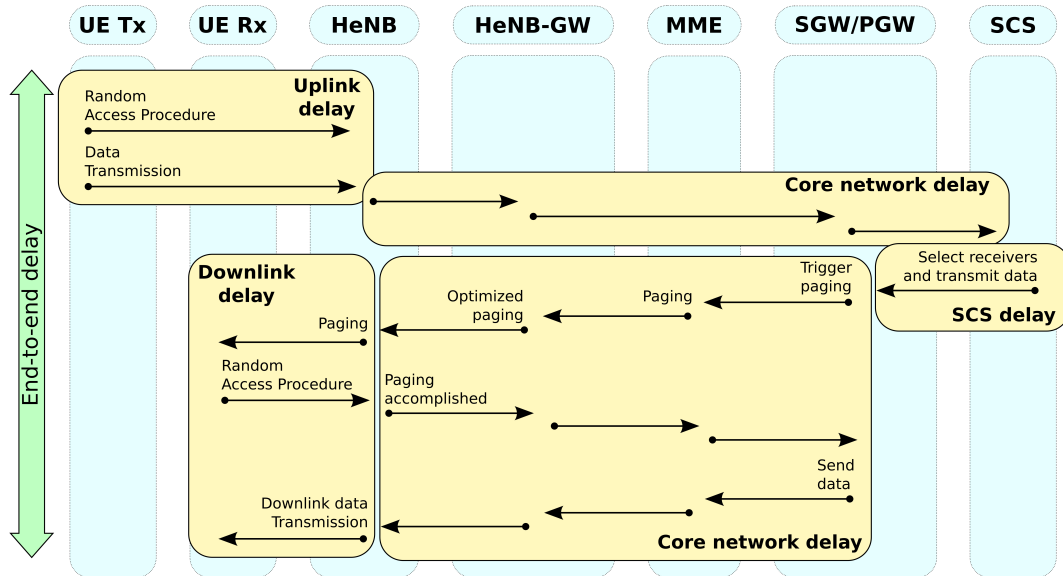 UE Tx
UE Rx
HeNB
HeNB-GW
MME
SGW/PGW
SCS
End-to-end delay
Uplink
delay
Random
Access Procedure
Data
Transmission
Core network delay
Select receivers
and transmit data
SCS delay
Downlink
delay
Trigger
paging
Paging
Optimized
paging
Paging
Random
Access Procedure
Paging
accomplished
Send
data
Downlink data
Transmission
Core network delay